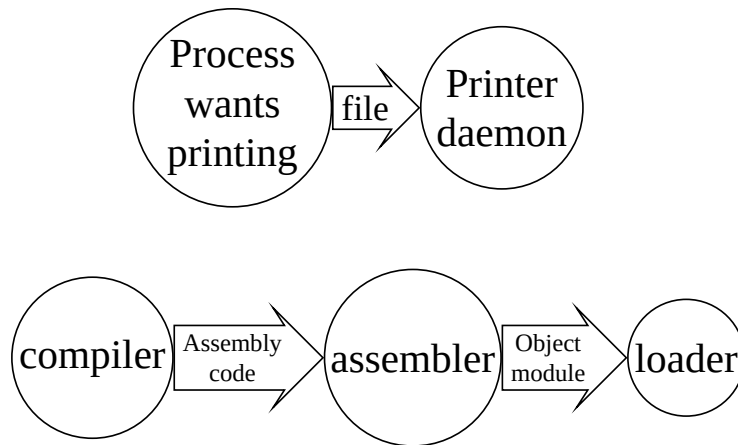 Process
wants
printing
file
Printer
daemon
compiler
Assembly
code
assembler
Object
module
loader